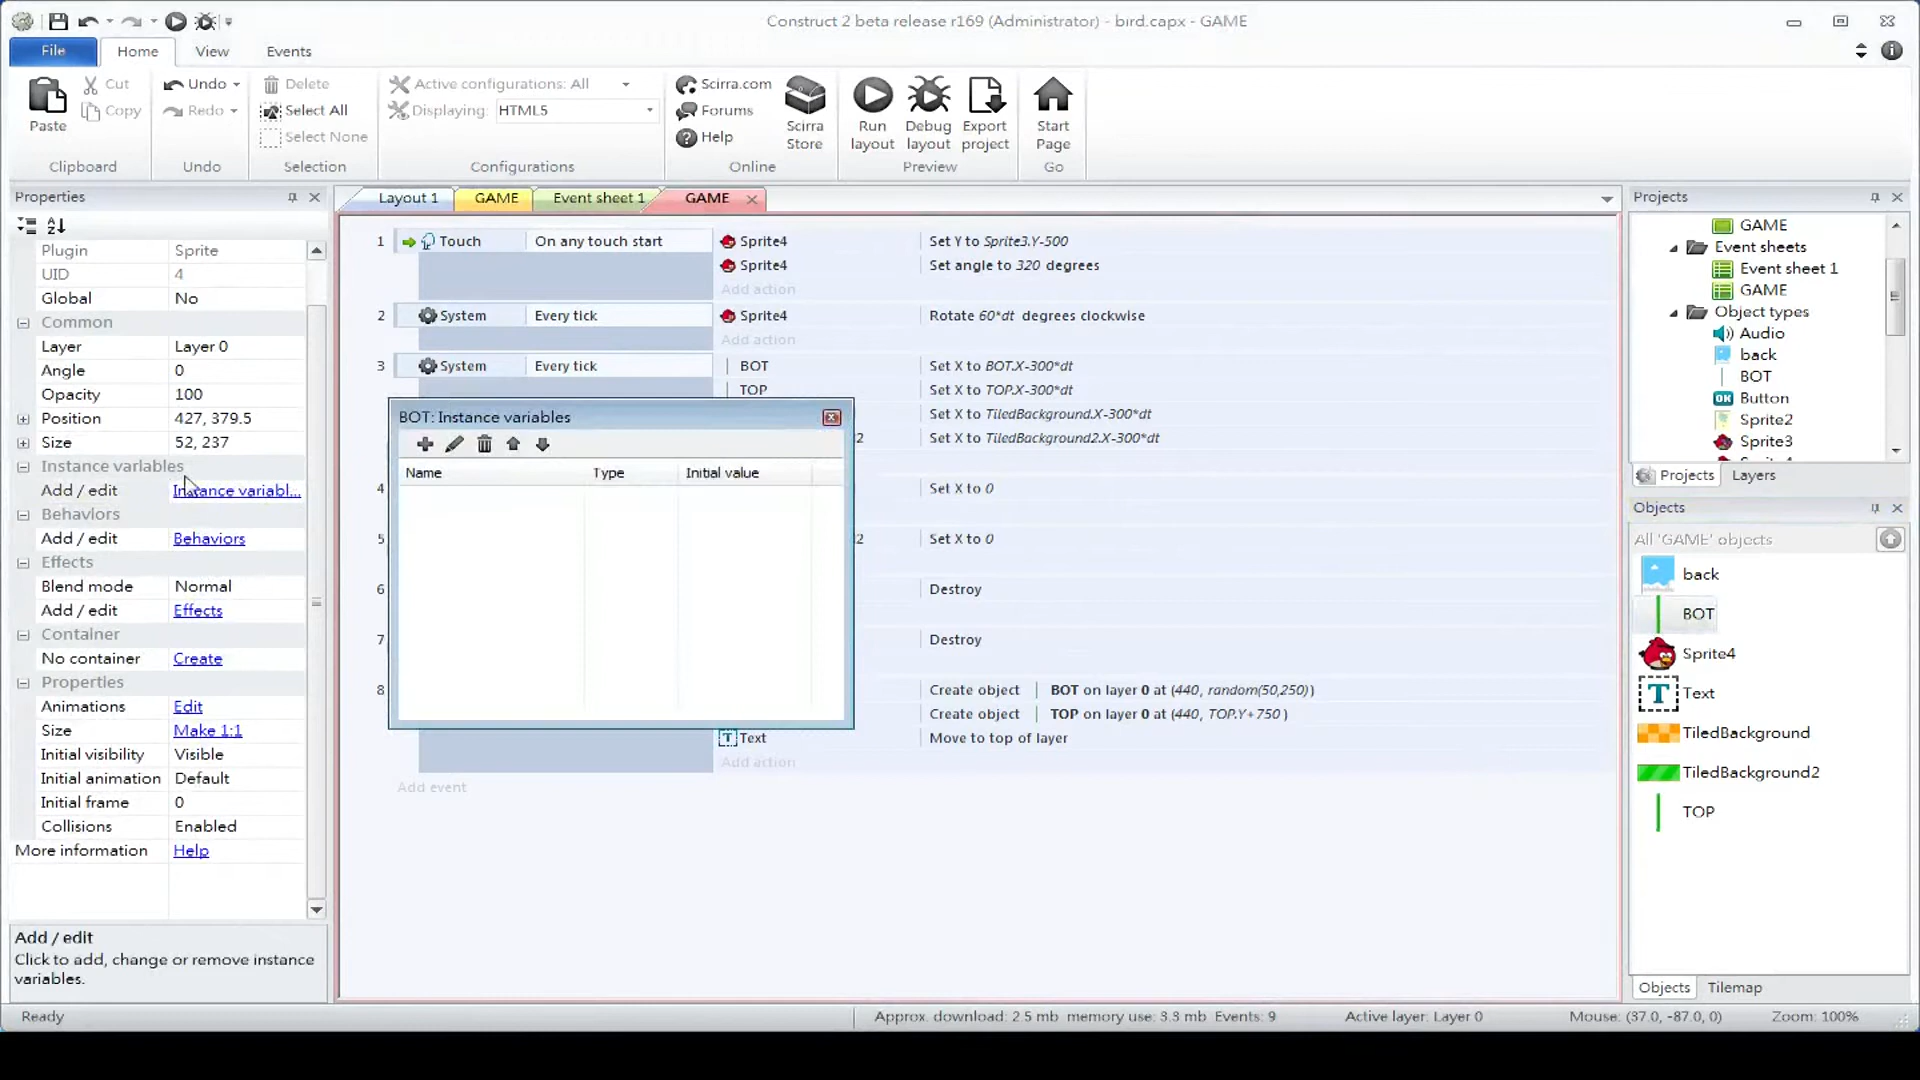 Construct 2 beta release r169 (Administrator) - bird.capx - GAME
File Home View Events
Paste Cut Copy
Clipboard
Undo Redo
Undo
Delete Select All Select None
Selection
Active configurations: All
Displaying: HTML5
Configurations
Scirra.com Forums Help Scirra Store
Online
Run layout Debug layout Export project
Preview
Start Page
Go
Properties
Plugin Sprite
UID 4
Global No
Common
Layer Layer 0
Angle 0
Opacity 100
Position 427, 379.5
Size 52, 237
Instance variables
Add / edit Instance variabl...
Behaviors
Add / edit Behaviors
Effects
Blend mode Normal
Add / edit Effects
Container
No container Create
Properties
Animations Edit
Size Make 1:1
Initial visibility Visible
Initial animation Default
Initial frame 0
Collisions Enabled
More information Help
Add / edit
Click to add, change or remove instance
variables.
Layout 1 GAME Event sheet 1 GAME
1 Touch On any touch start Sprite4 Set Y to Sprite3.Y-500
Sprite4 Set angle to 320 degrees
Add action
2 System Every tick Sprite4 Rotate 60*dt degrees clockwise
Add action
3 System Every tick BOT Set X to BOT.X-300*dt
TOP Set X to TOP.X-300*dt
Set X to TiledBackground.X-300*dt
2 Set X to TiledBackground2.X-300*dt
4 Set X to 0
5 2 Set X to 0
6 Destroy
7 Destroy
8 Create object BOT on layer 0 at (440, random(50,250))
Create object TOP on layer 0 at (440, TOP.Y+750 )
Text Move to top of layer
Add action
Add event
BOT: Instance variables
Name Type Initial value
Projects
GAME
Event sheets
Event sheet 1
GAME
Object types
Audio
back
BOT
Button
Sprite2
Sprite3
Projects Layers
Objects
All 'GAME' objects
back
BOT
Sprite4
Text
TiledBackground
TiledBackground2
TOP
Objects Tilemap
Ready Approx. download: 2.5 mb memory use: 3.3 mb Events: 9 Active layer: Layer 0 Mouse: (37.0, -87.0, 0) Zoom: 100%